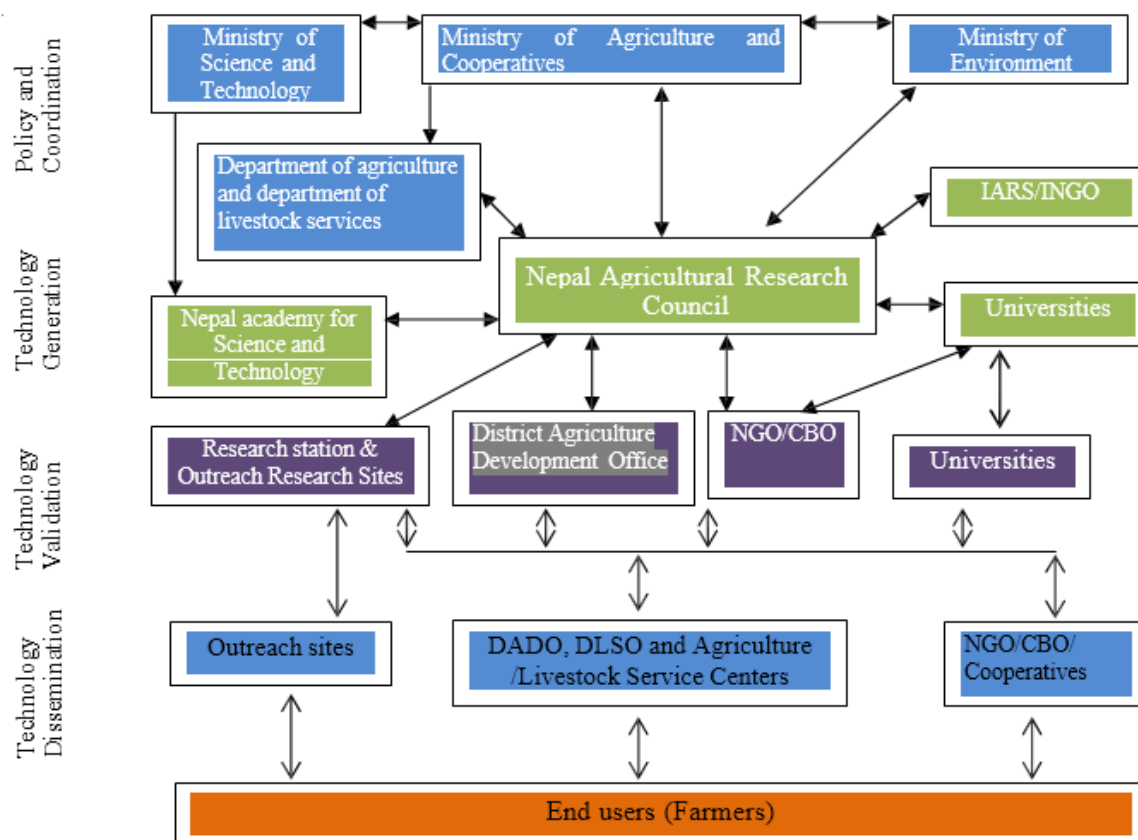 Policy and
Coordination
Ministry of
Science and
Technology
Ministry of Agriculture and
Cooperatives
Ministry of
Environment
Department of agriculture
and department of
livestock services
IARS/INGO
Technology
Generation
Nepal Agricultural Research
Council
Nepal academy for
Science and
Technology
Universities
Technology
Validation
Research station &
Outreach Research Sites
District Agriculture
Development Office
NGO/CBO
Universities
Technology
Dissemination
Outreach sites
DADO, DLSO and Agriculture
/Livestock Service Centers
NGO/CBO/
Cooperatives
End users (Farmers)